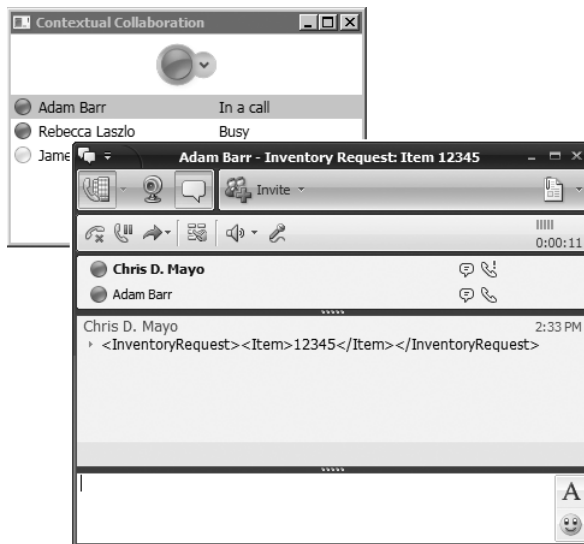 Contextual Collaboration
Adam Barr In a call
Rebecca Laszlo Busy
Jame
Adam Barr - Inventory Request: Item 12345
Invite
0:00:11
Chris D. Mayo
Adam Barr
Chris D. Mayo 2:33 PM
<InventoryRequest><Item>12345</Item></InventoryRequest>
A